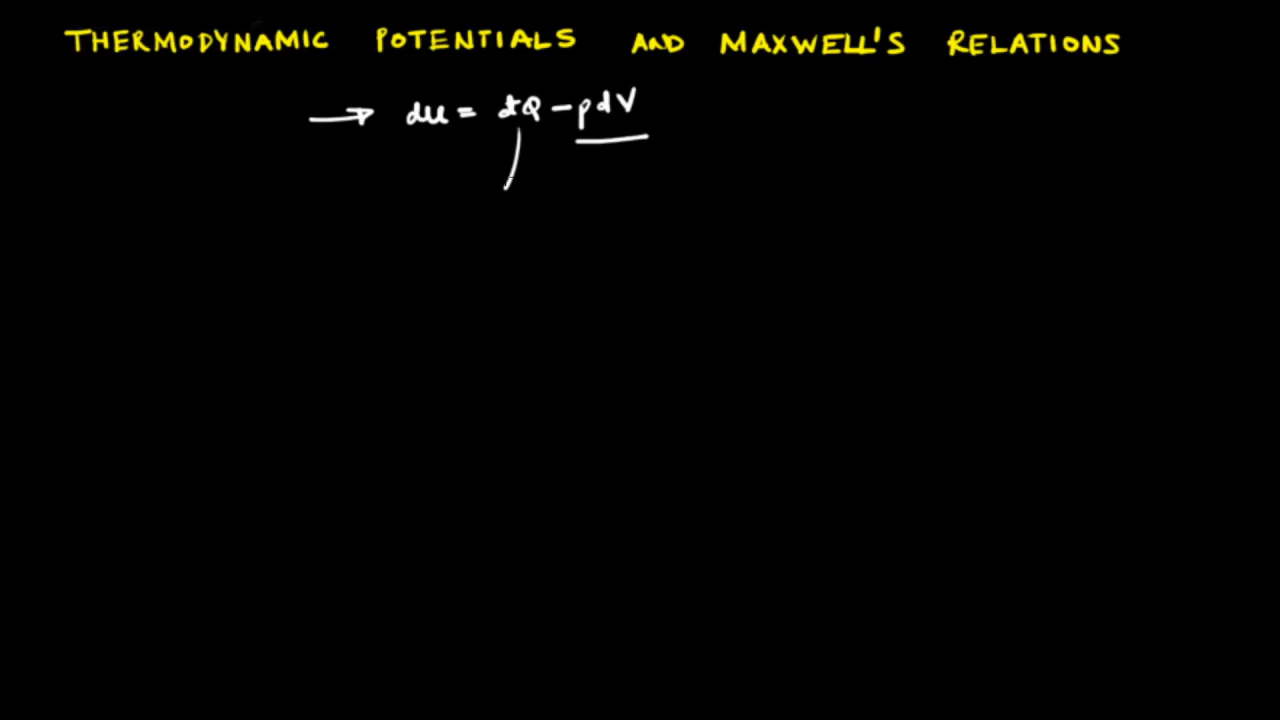 THERMODYNAMIC POTENTIALS AND MAXWELL'S RELATIONS
→ dU = đQ - pdV